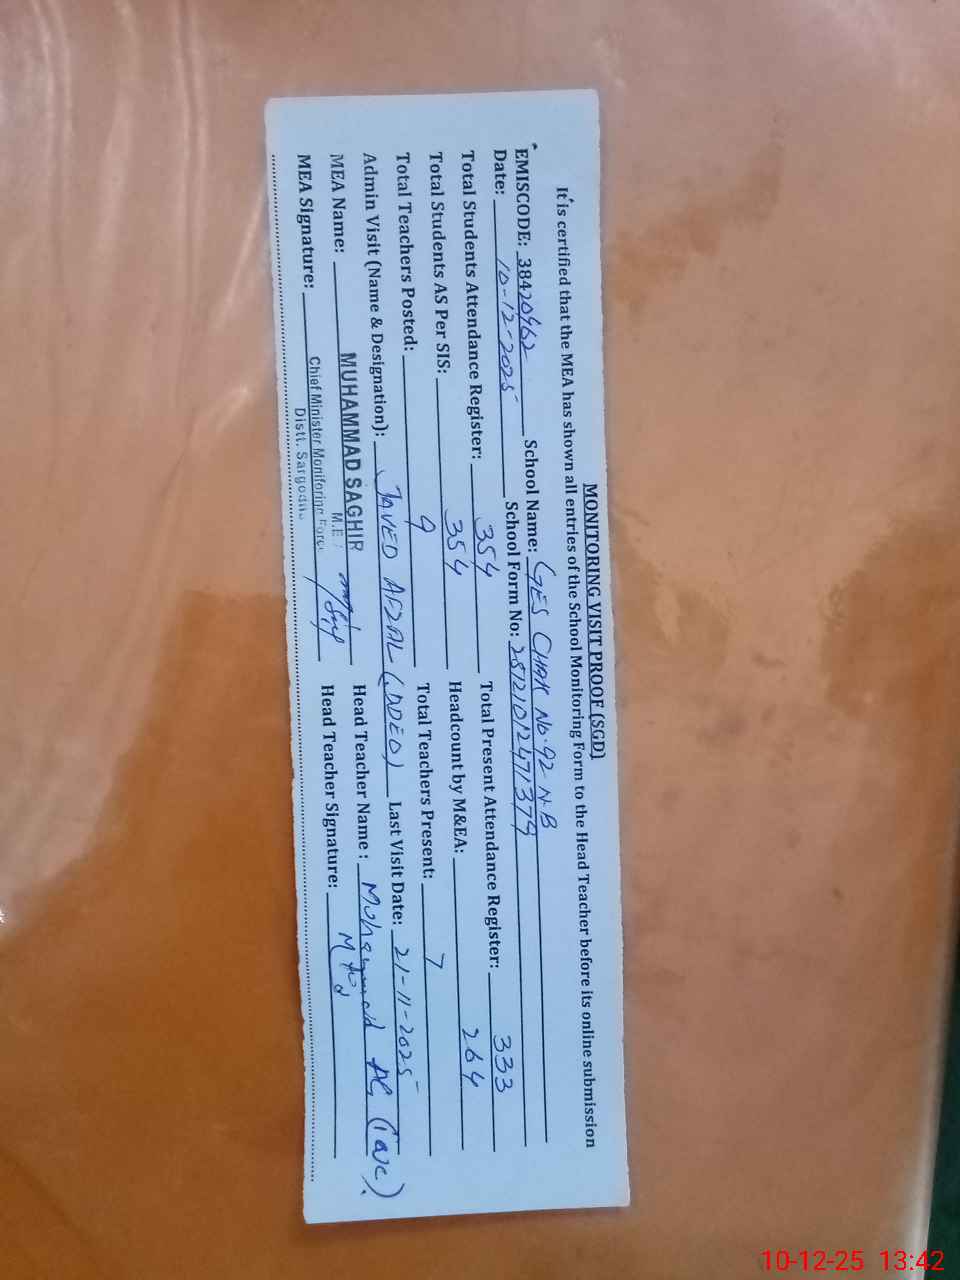 MONITORING VISIT PROOF (SGD)
It is certified that the MEA has shown all entries of the School Monitoring Form to the Head Teacher before its online submission
EMISCODE: 38420962 School Name: GES CHAK No. 92 N.B
Date: 10-12-2025 School Form No: 25121012471379
Total Students Attendance Register: 354 Total Present Attendance Register: 333
Total Students AS Per SIS: 354 Headcount by M&EA: 264
Total Teachers Posted: 9 Total Teachers Present: 7
Admin Visit (Name & Designation): JAVED AFZAL (DDEO) Last Visit Date: 21-11-2025
MEA Name: MUHAMMAD SAGHIR Head Teacher Name: Muhammad
M.E.
MEA Signature: Chief Minister Monitoring Force Head Teacher Signature:
Distt. Sargodha
10-12-25 13:42